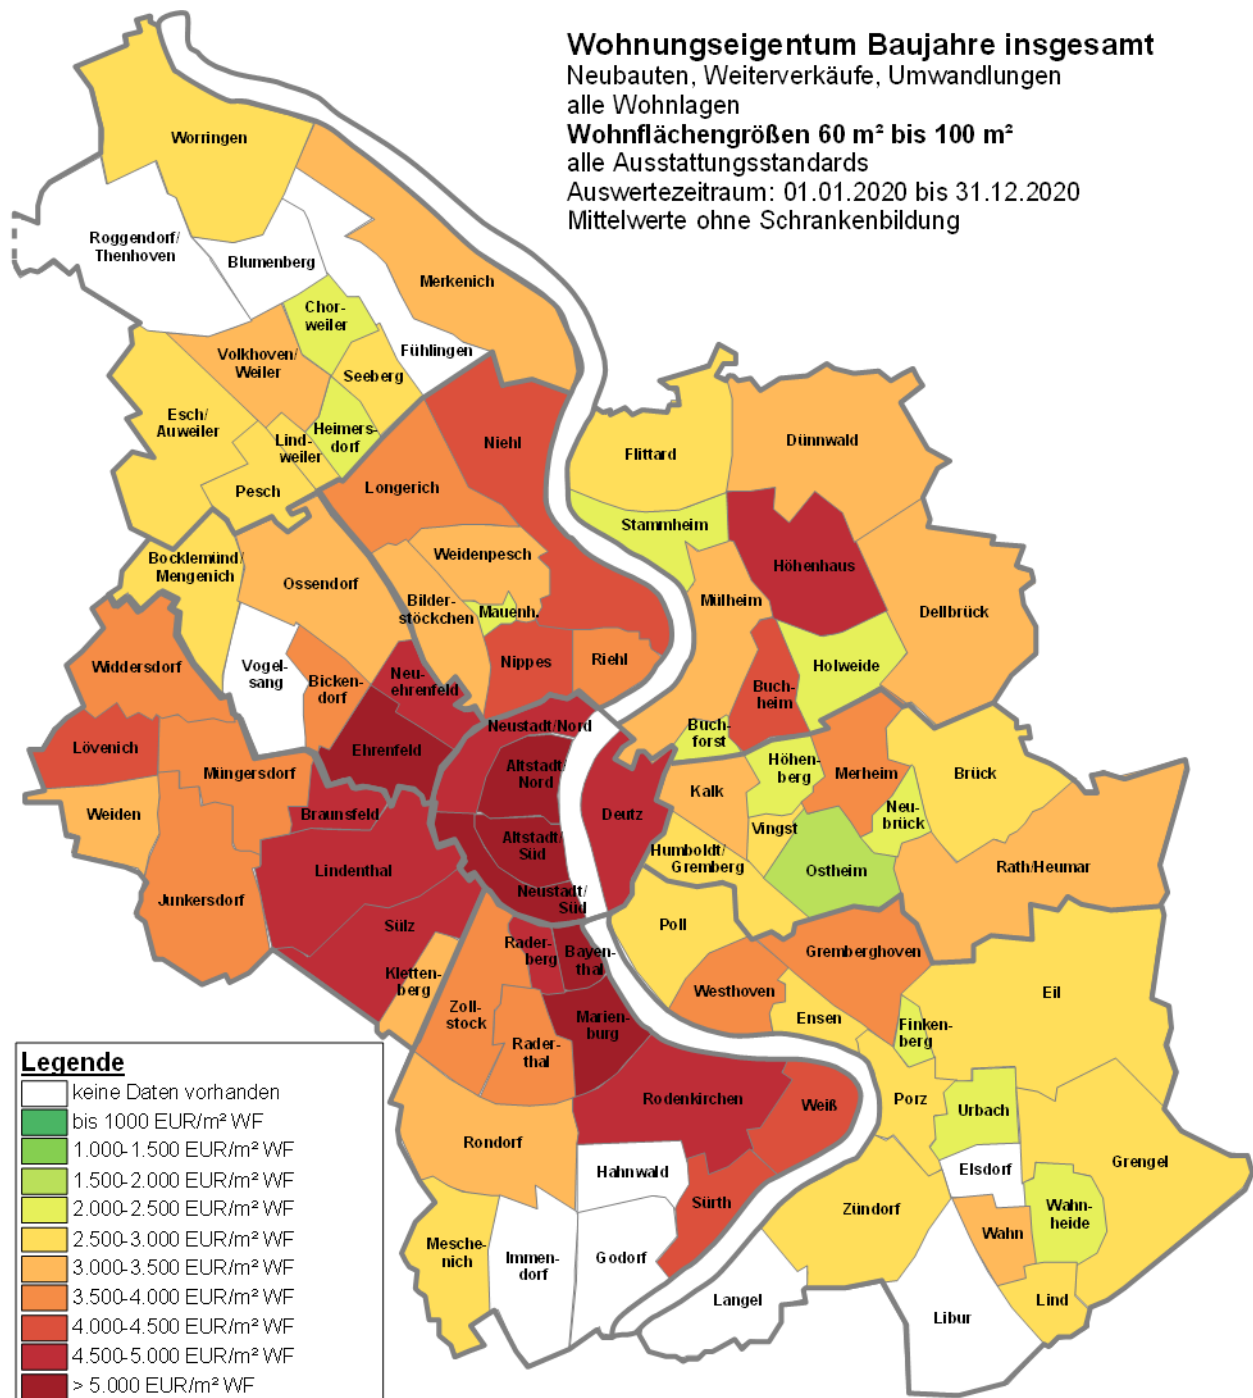 Wohnungseigentum Baujahre insgesamt
Neubauten, Weiterverkäufe, Umwandlungen
alle Wohnlagen
Wohnflächengrößen 60 m² bis 100 m²
alle Ausstattungsstandards
Auswertezeitraum: 01.01.2020 bis 31.12.2020
Mittelwerte ohne Schrankenbildung
Worringen
Roggendorf/
Thenhoven
Blumenberg
Merkenich
Chor-
weiler
Fühlingen
Volkhoven/
Weiler
Seeberg
Esch/
Auweiler
Lind-
weiler
Heimers-
dorf
Pesch
Niehl
Longerich
Flittard
Dünnwald
Stammheim
Höhenhaus
Bocklemünd/
Mengenich
Ossendorf
Weidenpesch
Bilder-
stöckchen
Mauenh.
Mülheim
Dellbrück
Widdersdorf
Vogel-
sang
Bicken-
dorf
Neu-
ehrenfeld
Nippes
Riehl
Buch-
heim
Holweide
Lövenich
Müngersdorf
Ehrenfeld
Neustadt/Nord
Altstadt/
Nord
Deutz
Buch-
forst
Höhen-
berg
Merheim
Brück
Weiden
Braunsfeld
Kalk
Vingst
Neu-
brück
Lindenthal
Altstadt/
Süd
Humboldt/
Gremberg
Ostheim
Rath/Heumar
Junkersdorf
Neustadt/
Süd
Sülz
Poll
Kletten-
berg
Rader-
berg
Bayen-
thal
Gremberghoven
Westhoven
Eil
Zoll-
stock
Rader-
thal
Marien-
burg
Ensen
Finken-
berg
Rodenkirchen
Weiß
Porz
Urbach
Rondorf
Hahnwald
Sürth
Elsdorf
Grengel
Zündorf
Wahn
Wahn-
heide
Mesche-
nich
Immen-
dorf
Godorf
Langel
Libur
Lind
Legende
keine Daten vorhanden
bis 1000 EUR/m² WF
1.000-1.500 EUR/m² WF
1.500-2.000 EUR/m² WF
2.000-2.500 EUR/m² WF
2.500-3.000 EUR/m² WF
3.000-3.500 EUR/m² WF
3.500-4.000 EUR/m² WF
4.000-4.500 EUR/m² WF
4.500-5.000 EUR/m² WF
> 5.000 EUR/m² WF